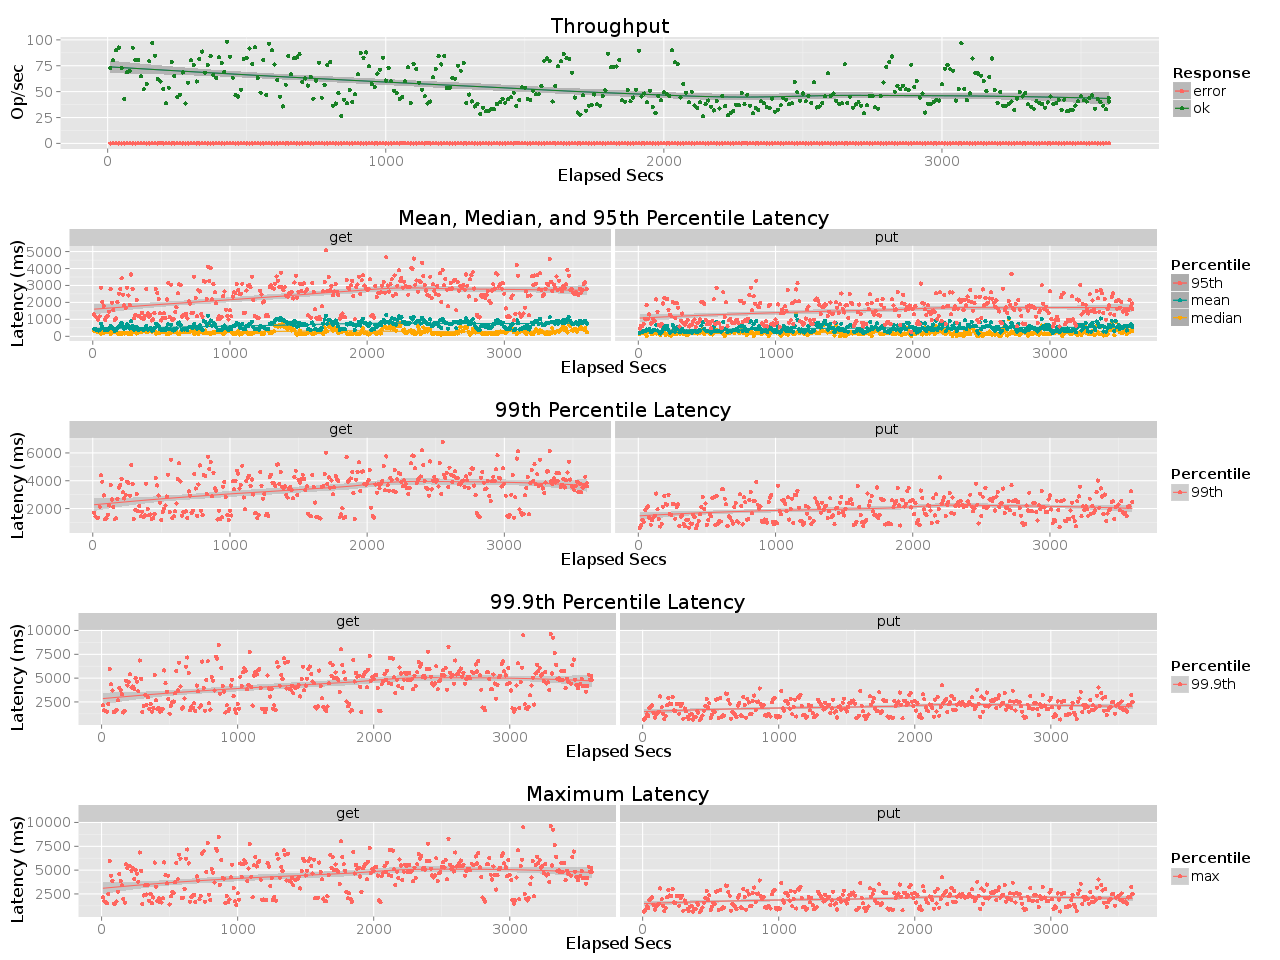 Throughput
Op/sec
100
75
50
25
0
0 1000 2000 3000
Elapsed Secs
Response
error
ok
Mean, Median, and 95th Percentile Latency
get put
Latency (ms)
5000
4000
3000
2000
1000
0
0 1000 2000 3000 0 1000 2000 3000
Elapsed Secs
Percentile
95th
mean
median
99th Percentile Latency
get put
Latency (ms)
6000
4000
2000
0 1000 2000 3000 0 1000 2000 3000
Elapsed Secs
Percentile
99th
99.9th Percentile Latency
get put
Latency (ms)
10000
7500
5000
2500
0 1000 2000 3000 0 1000 2000 3000
Elapsed Secs
Percentile
99.9th
Maximum Latency
get put
Latency (ms)
10000
7500
5000
2500
0 1000 2000 3000 0 1000 2000 3000
Elapsed Secs
Percentile
max